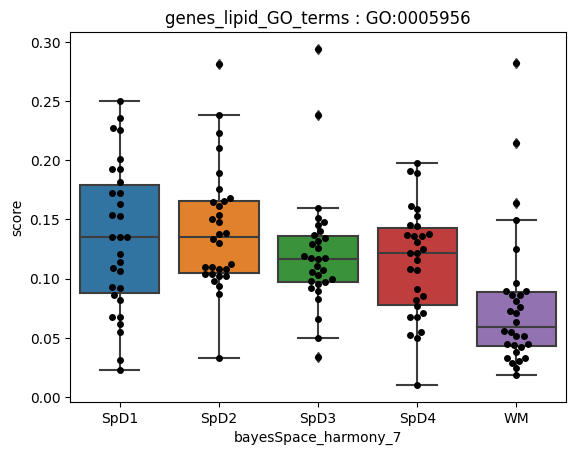 genes_lipid_GO_terms : GO:0005956
0.30
0.25
0.20
0.15
0.10
0.05
0.00
score
SpD1 SpD2 SpD3 SpD4 WM
bayesSpace_harmony_7